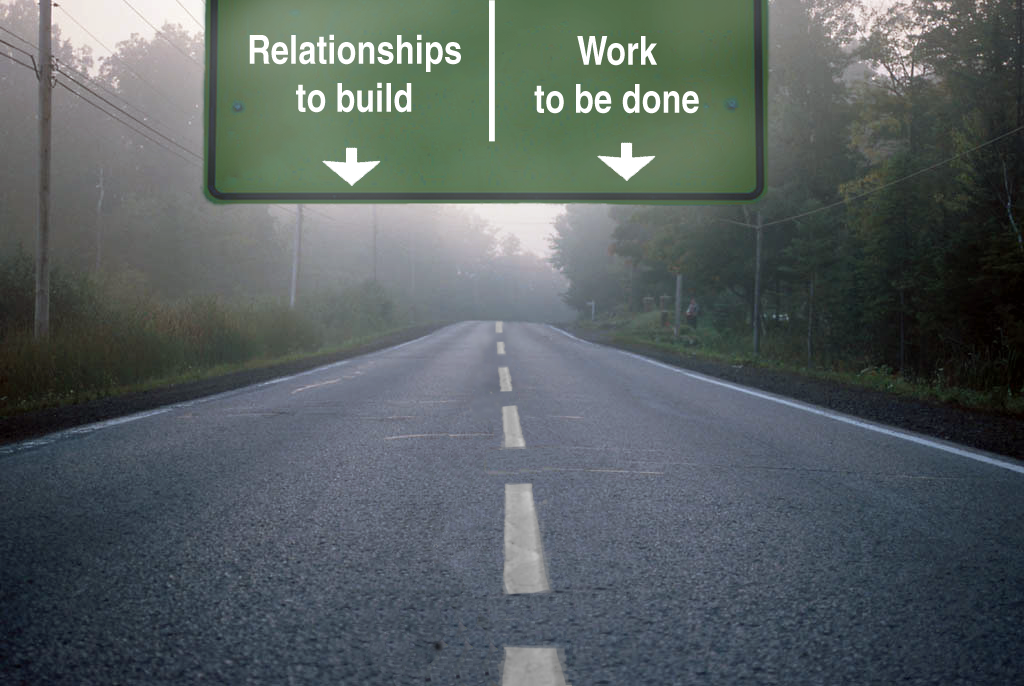 Relationships
to build
Work
to be done